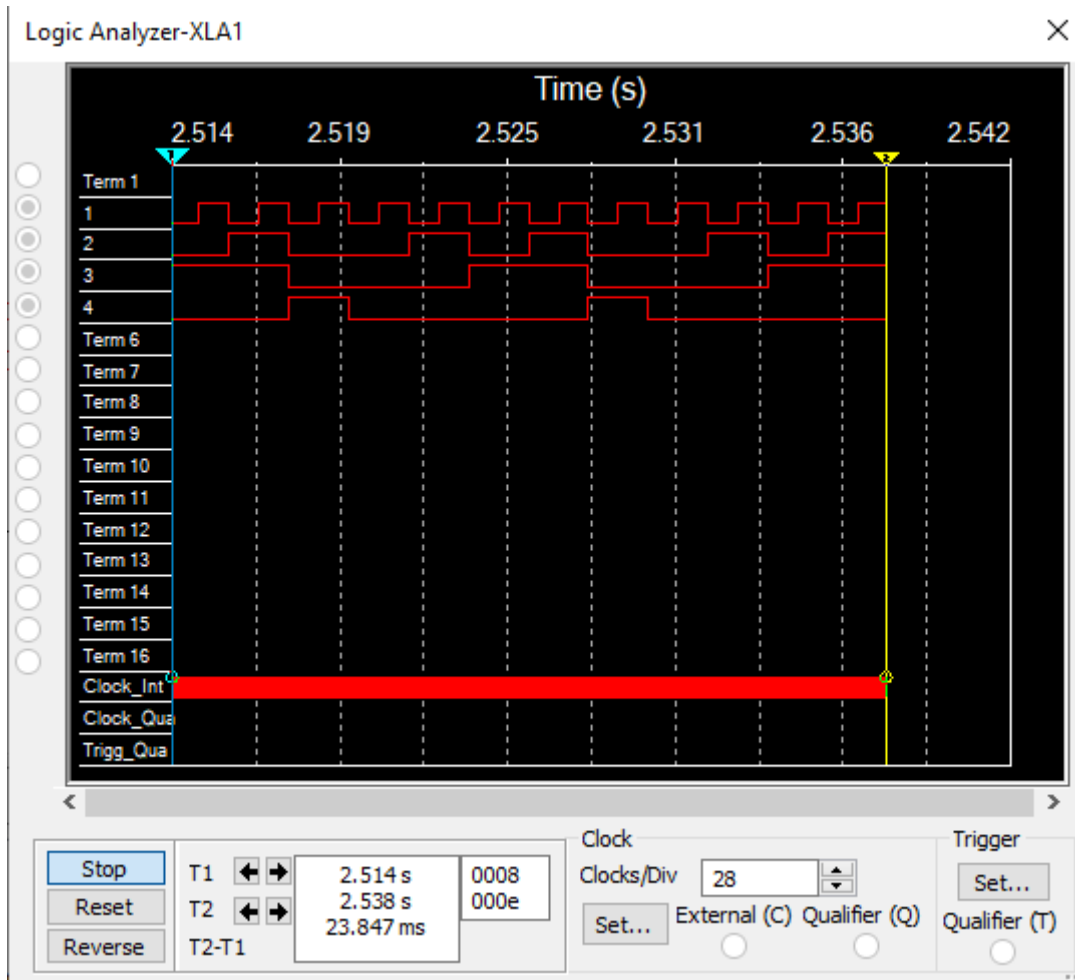 Logic Analyzer-XLA1
Time (s)
2.514 2.519 2.525 2.531 2.536 2.542
1 2
Term 1
1
2
3
4
Term 6
Term 7
Term 8
Term 9
Term 10
Term 11
Term 12
Term 13
Term 14
Term 15
Term 16
Clock_Int
Clock_Qua
Trigg_Qua
Stop
Reset
Reverse
T1 2.514 s 0008
T2 2.538 s 000e
T2-T1 23.847 ms
Clock
Clocks/Div 28
Set... External (C) Qualifier (Q)
Trigger
Set...
Qualifier (T)